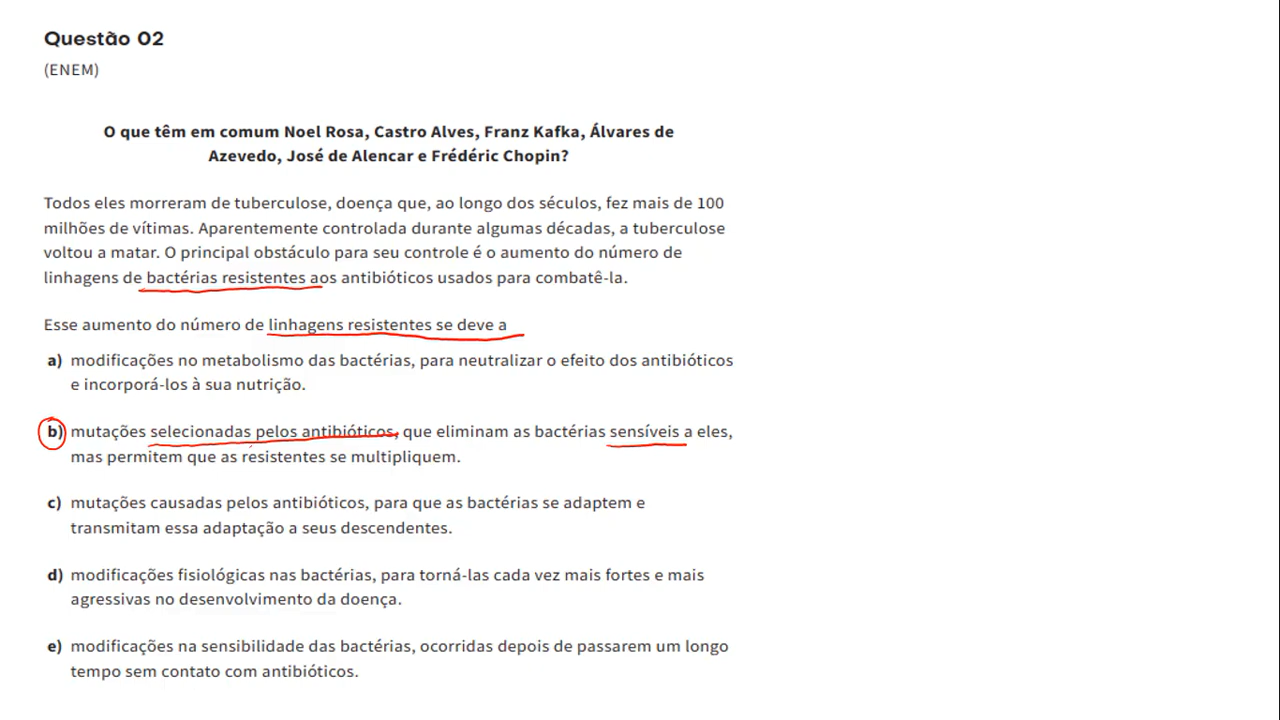 Questão 02
(ENEM)
O que têm em comum Noel Rosa, Castro Alves, Franz Kafka, Álvares de
Azevedo, José de Alencar e Frédéric Chopin?
Todos eles morreram de tuberculose, doença que, ao longo dos séculos, fez mais de 100
milhões de vítimas. Aparentemente controlada durante algumas décadas, a tuberculose
voltou a matar. O principal obstáculo para seu controle é o aumento do número de
linhagens de bactérias resistentes aos antibióticos usados para combatê-la.
Esse aumento do número de linhagens resistentes se deve a
a) modificações no metabolismo das bactérias, para neutralizar o efeito dos antibióticos
e incorporá-los à sua nutrição.
b) mutações selecionadas pelos antibióticos, que eliminam as bactérias sensíveis a eles,
mas permitem que as resistentes se multipliquem.
c) mutações causadas pelos antibióticos, para que as bactérias se adaptem e
transmitam essa adaptação a seus descendentes.
d) modificações fisiológicas nas bactérias, para torná-las cada vez mais fortes e mais
agressivas no desenvolvimento da doença.
e) modificações na sensibilidade das bactérias, ocorridas depois de passarem um longo
tempo sem contato com antibióticos.